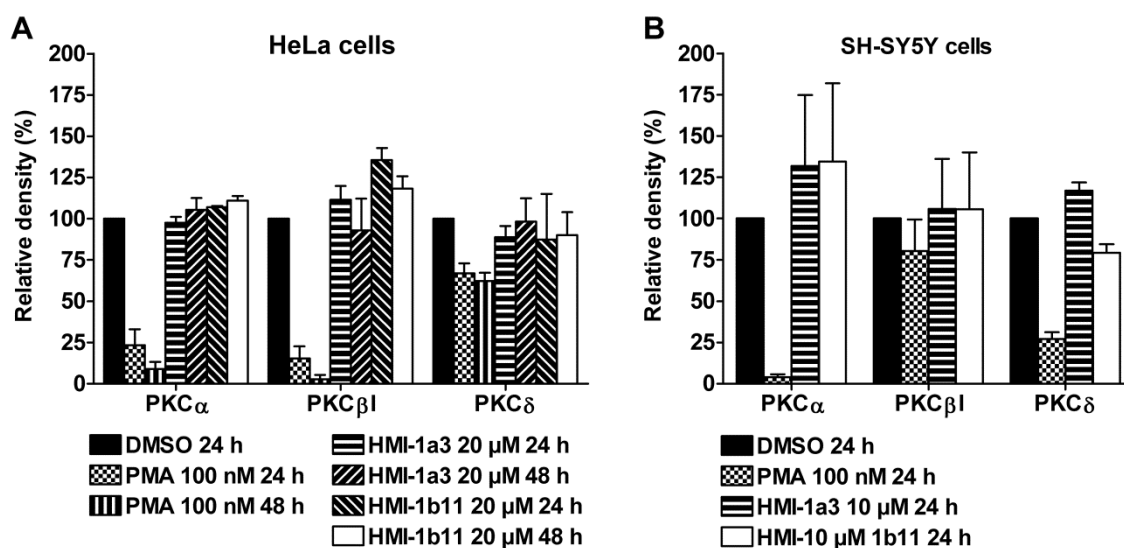 A
HeLa cells
Relative density (%)
200
175
150
125
100
75
50
25
0
PKCα
PKCβI
PKCδ
DMSO 24 h
PMA 100 nM 24 h
PMA 100 nM 48 h
HMI-1a3 20 µM 24 h
HMI-1a3 20 µM 48 h
HMI-1b11 20 µM 24 h
HMI-1b11 20 µM 48 h
B
SH-SY5Y cells
Relative density (%)
200
175
150
125
100
75
50
25
0
PKCα
PKCβI
PKCδ
DMSO 24 h
PMA 100 nM 24 h
HMI-1a3 10 µM 24 h
HMI-10 µM 1b11 24 h